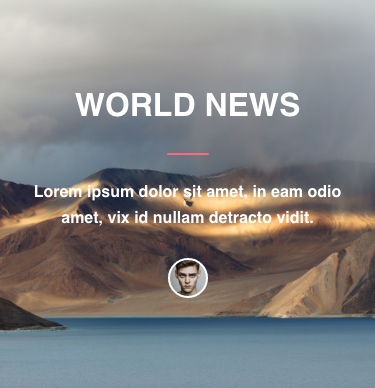 WORLD NEWS
Lorem ipsum dolor sit amet, in eam odio
amet, vix id nullam detracto vidit.